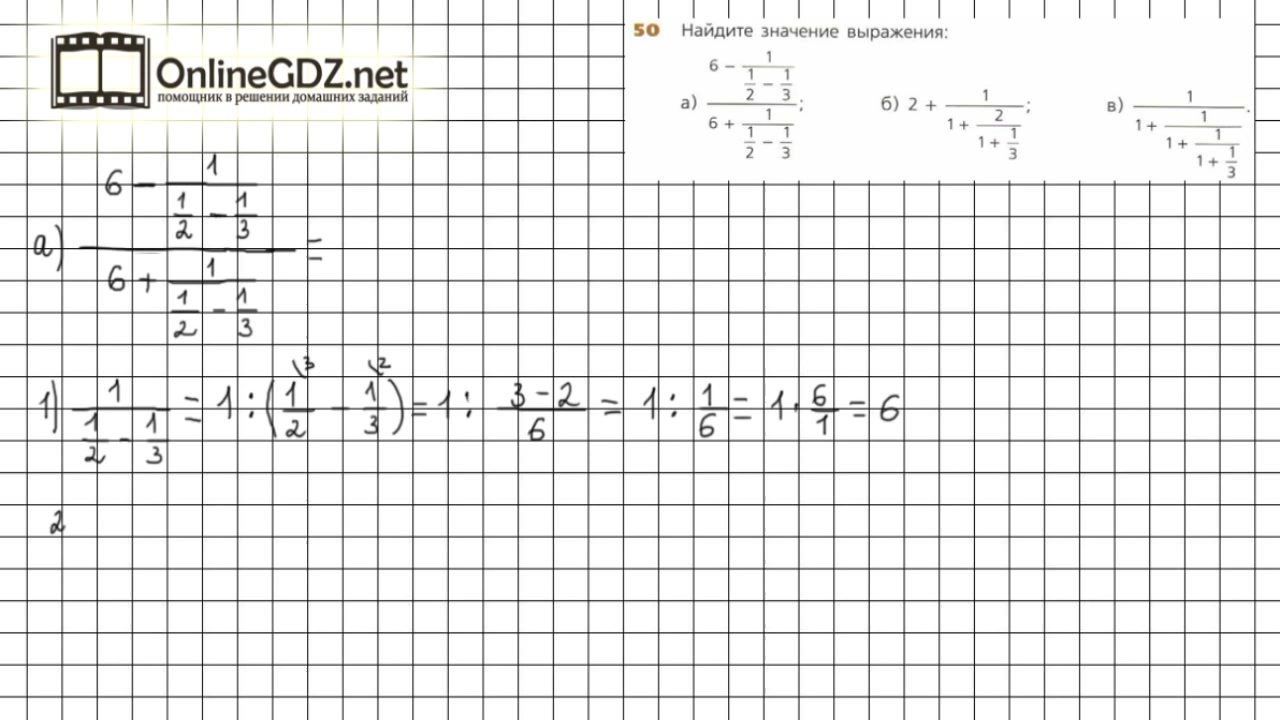 OnlineGDZ.net
помощник в решении домашних заданий
50 Найдите значение выражения:
а) (6 − 1/(1/2 − 1/3))/(6 + 1/(1/2 − 1/3)); б) 2 + 1/(1 + 2/(1 + 1/3)); в) 1/(1 + 1/(1 + 1/(1 + 1/3))).
а) (6 − 1/(1/2 − 1/3))/(6 + 1/(1/2 − 1/3)) =
1) 1/(1/2 − 1/3) = 1 : (1/2 \3 − 1/3 \2) = 1 : (3 − 2)/6 = 1 : 1/6 = 1 · 6/1 = 6
2